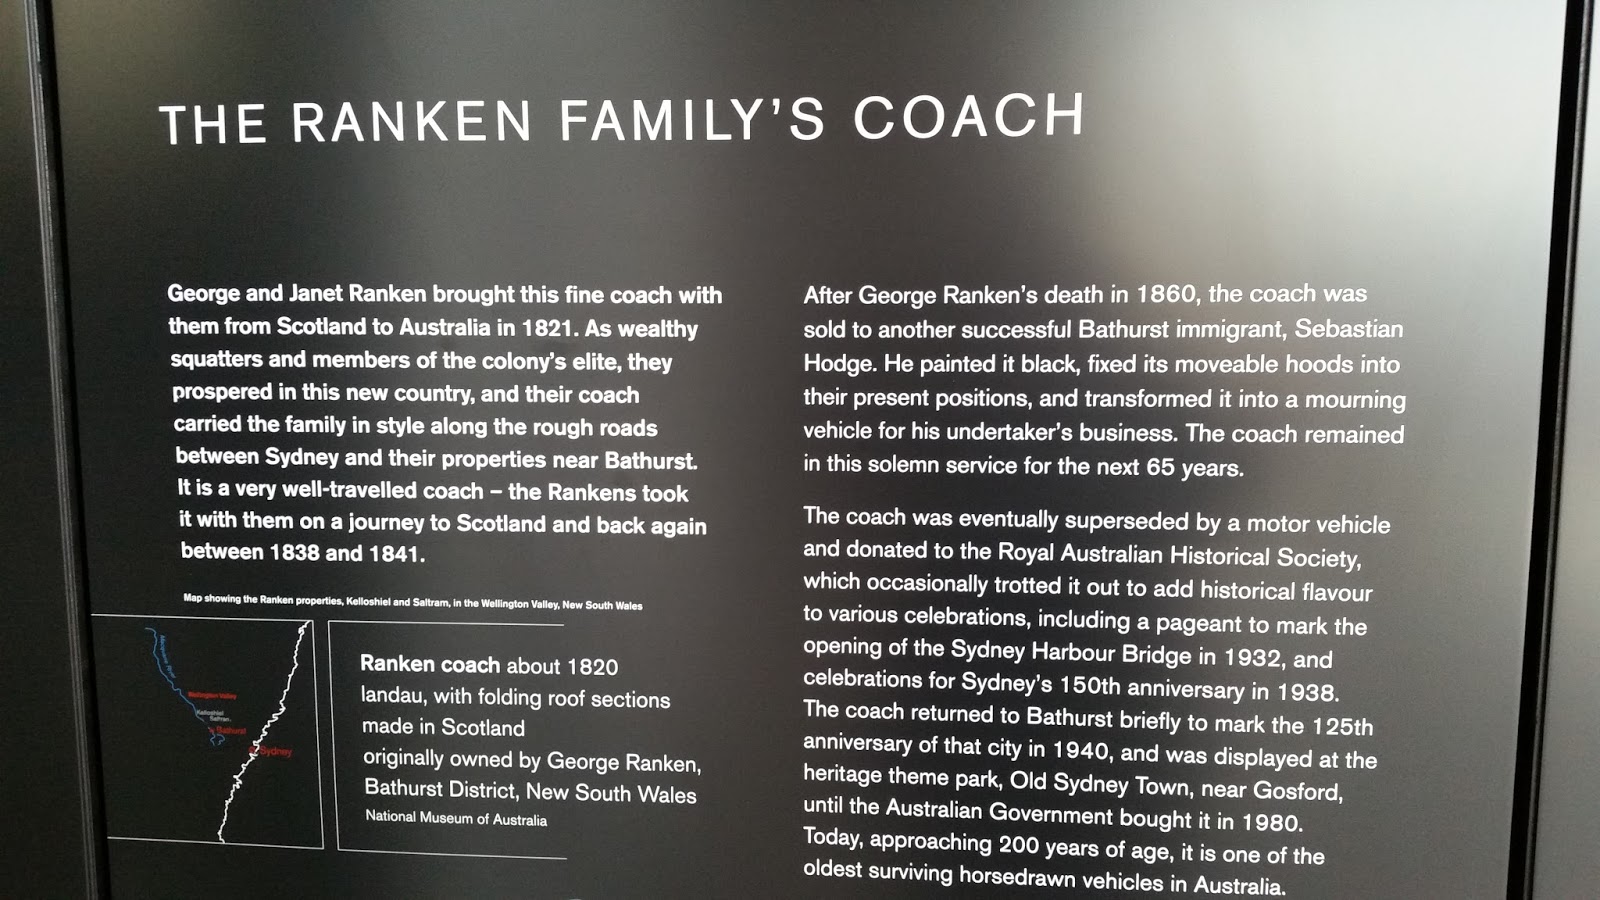 THE RANKEN FAMILY'S COACH
George and Janet Ranken brought this fine coach with
them from Scotland to Australia in 1821. As wealthy
squatters and members of the colony's elite, they
prospered in this new country, and their coach
carried the family in style along the rough roads
between Sydney and their properties near Bathurst.
It is a very well-travelled coach – the Rankens took
it with them on a journey to Scotland and back again
between 1838 and 1841.
Map showing the Ranken properties, Kelloshiel and Saltram, in the Wellington Valley, New South Wales
Macquarie River
Wellington Valley
Kelloshiel
Saltram
Bathurst
Sydney
Ranken coach about 1820
landau, with folding roof sections
made in Scotland
originally owned by George Ranken,
Bathurst District, New South Wales
National Museum of Australia
After George Ranken's death in 1860, the coach was
sold to another successful Bathurst immigrant, Sebastian
Hodge. He painted it black, fixed its moveable hoods into
their present positions, and transformed it into a mourning
vehicle for his undertaker's business. The coach remained
in this solemn service for the next 65 years.
The coach was eventually superseded by a motor vehicle
and donated to the Royal Australian Historical Society,
which occasionally trotted it out to add historical flavour
to various celebrations, including a pageant to mark the
opening of the Sydney Harbour Bridge in 1932, and
celebrations for Sydney's 150th anniversary in 1938.
The coach returned to Bathurst briefly to mark the 125th
anniversary of that city in 1940, and was displayed at the
heritage theme park, Old Sydney Town, near Gosford,
until the Australian Government bought it in 1980.
Today, approaching 200 years of age, it is one of the
oldest surviving horsedrawn vehicles in Australia.